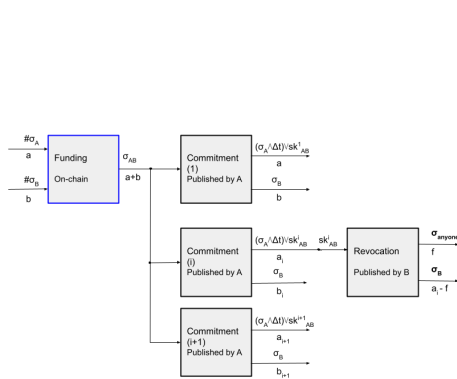 #σ_A
a
#σ_B
b
Funding
On-chain
σ_AB
a+b
Commitment
(1)
Published by A
(σ_A^Δt)∨sk^1_AB
a
σ_B
b
Commitment
(i)
Published by A
(σ_A^Δt)∨sk^i_AB
a_i
σ_B
b_i
sk^i_AB
Revocation
Published by B
σ_anyone
f
σ_B
a_i - f
Commitment
(i+1)
Published by A
(σ_A^Δt)∨sk^i+1_AB
a_i+1
σ_B
b_i+1